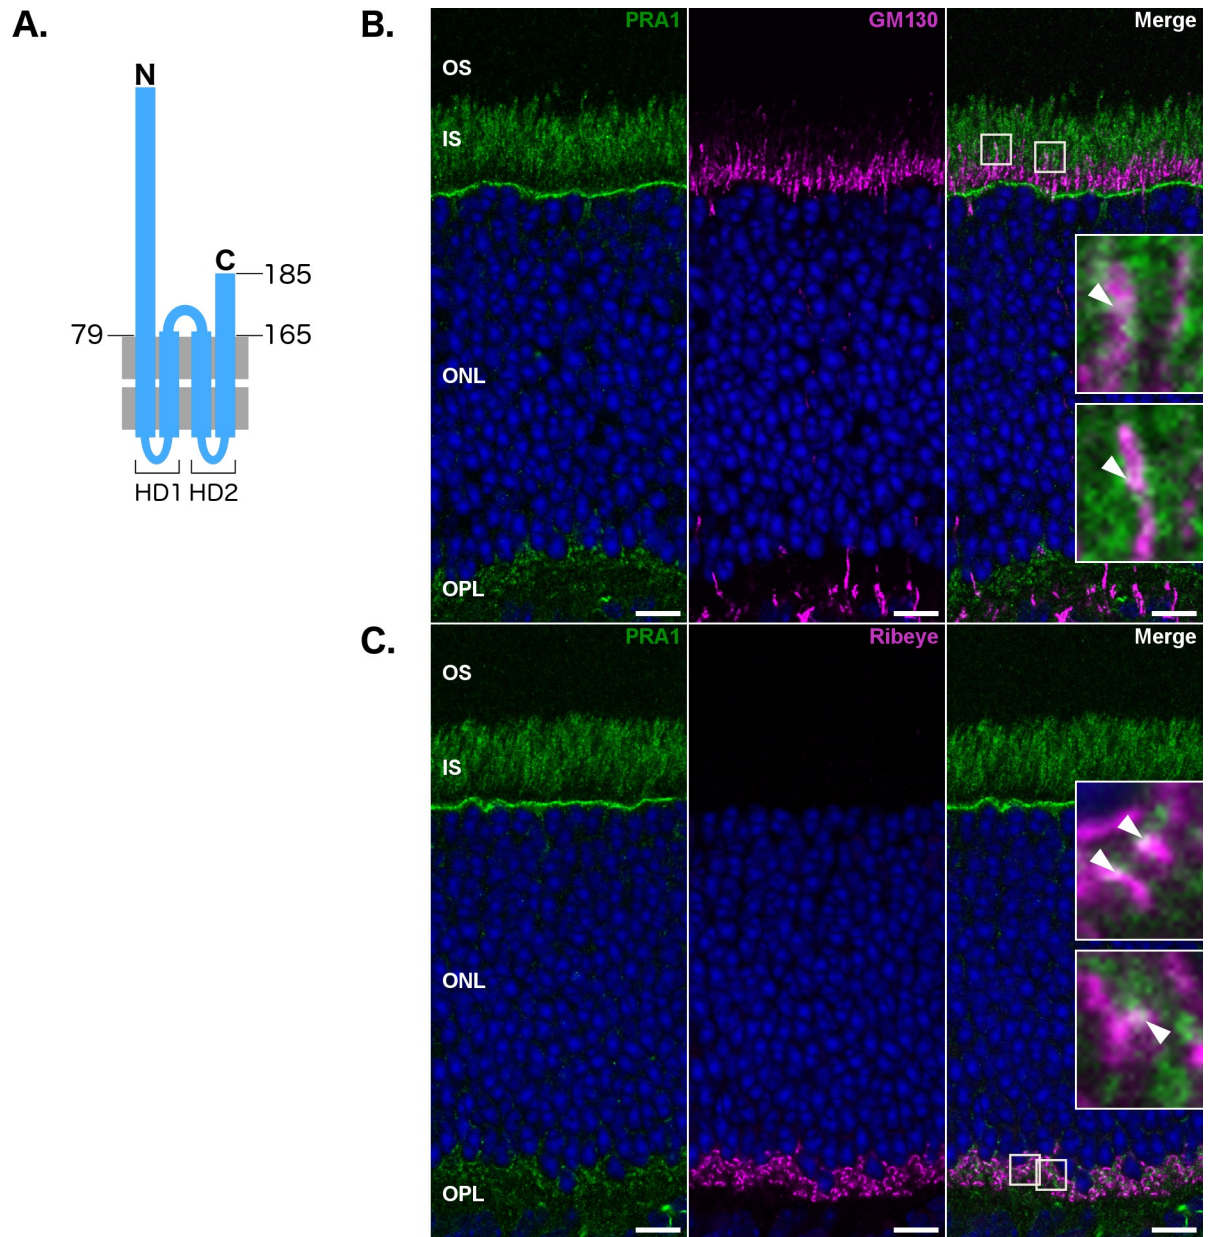 A.
N
C
185
79
165
HD1 HD2
B.
PRA1
GM130
Merge
OS
IS
ONL
OPL
C.
PRA1
Ribeye
Merge
OS
IS
ONL
OPL